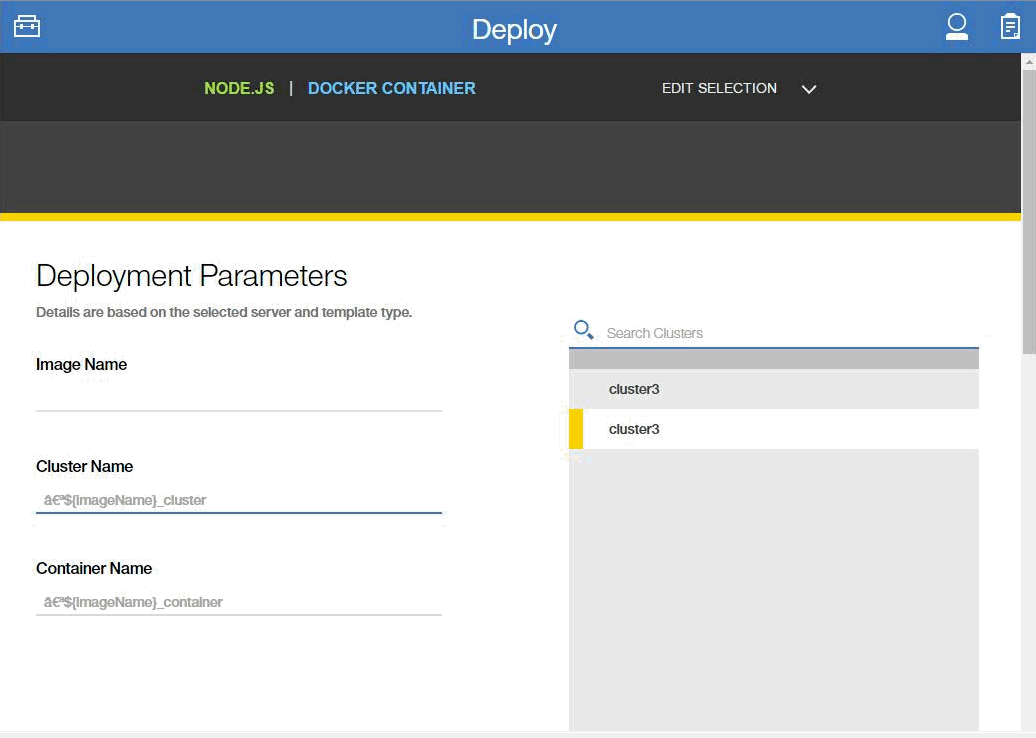 Deploy
NODE.JS | DOCKER CONTAINER
EDIT SELECTION
Deployment Parameters
Details are based on the selected server and template type.
Image Name
Cluster Name
â€ª${imageName}_cluster
Container Name
â€ª${imageName}_container
Search Clusters
cluster3
cluster3